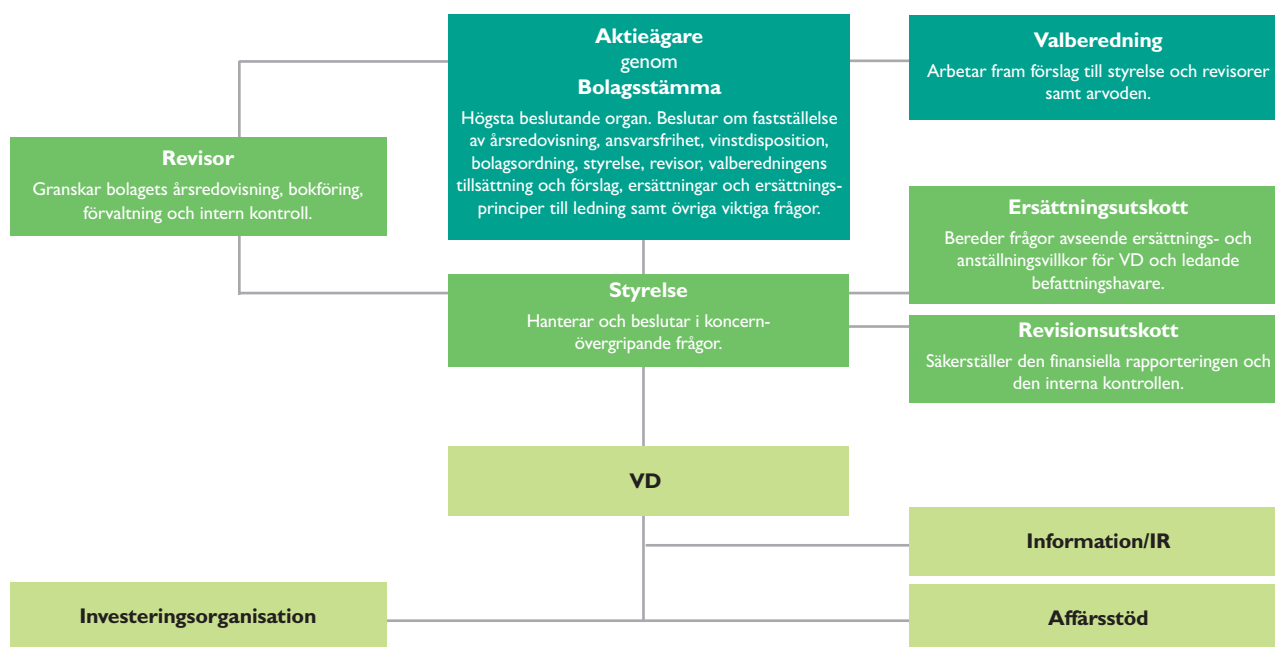 Aktieägare
genom
Bolagsstämma
Högsta beslutande organ. Beslutar om fastställelse
av årsredovisning, ansvarsfrihet, vinstdisposition,
bolagsordning, styrelse, revisor, valberedningens
tillsättning och förslag, ersättningar och ersättnings-
principer till ledning samt övriga viktiga frågor.
Valberedning
Arbetar fram förslag till styrelse och revisorer
samt arvoden.
Revisor
Granskar bolagets årsredovisning, bokföring,
förvaltning och intern kontroll.
Ersättningsutskott
Bereder frågor avseende ersättnings- och
anställningsvillkor för VD och ledande
befattningshavare.
Styrelse
Hanterar och beslutar i koncern-
övergripande frågor.
Revisionsutskott
Säkerställer den finansiella rapporteringen och
den interna kontrollen.
VD
Information/IR
Investeringsorganisation
Affärsstöd